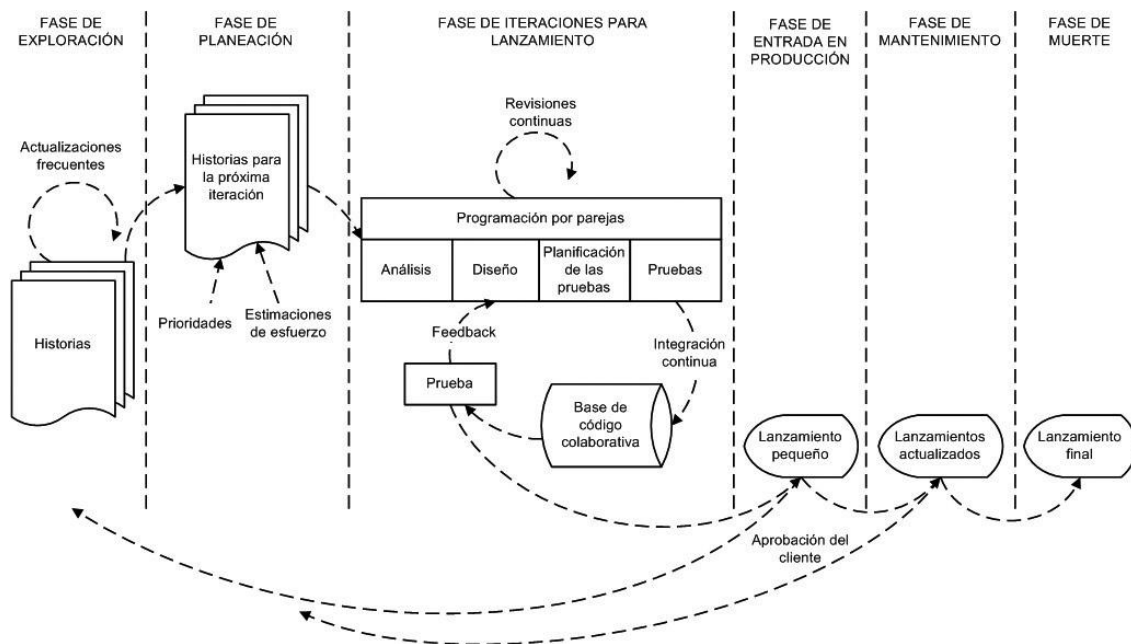 FASE DE
EXPLORACIÓN
FASE DE
PLANEACIÓN
FASE DE ITERACIONES PARA
LANZAMIENTO
FASE DE
ENTRADA EN
PRODUCCIÓN
FASE DE
MANTENIMIENTO
FASE DE
MUERTE
Actualizaciones
frecuentes
Historias
Historias para
la próxima
iteración
Prioridades
Estimaciones
de esfuerzo
Revisiones
continuas
Programación por parejas
Análisis
Diseño
Planificación
de las
pruebas
Pruebas
Feedback
Integración
continua
Prueba
Base de
código
colaborativa
Lanzamiento
pequeño
Lanzamientos
actualizados
Lanzamiento
final
Aprobación del
cliente